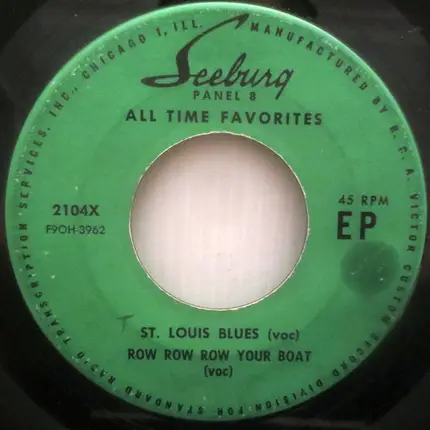 MANUFACTURED BY R.C.A. VICTOR CUSTOM RECORD DIVISION FOR STANDARD RADIO TRANSCRIPTION SERVICES, INC., CHICAGO 1, ILL.
Seeburg
PANEL 8
ALL TIME FAVORITES
2104X
F9OH-3962
45 RPM
EP
ST. LOUIS BLUES (voc)
ROW ROW ROW YOUR BOAT
(voc)